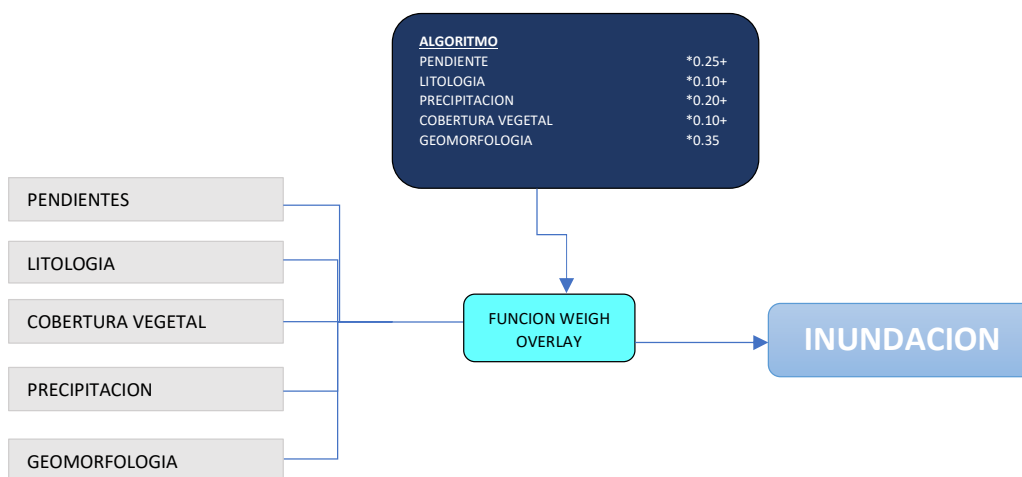 ALGORITMO
PENDIENTE *0.25+
LITOLOGIA *0.10+
PRECIPITACION *0.20+
COBERTURA VEGETAL *0.10+
GEOMORFOLOGIA *0.35
PENDIENTES
LITOLOGIA
COBERTURA VEGETAL
PRECIPITACION
GEOMORFOLOGIA
FUNCION WEIGH
OVERLAY
INUNDACION